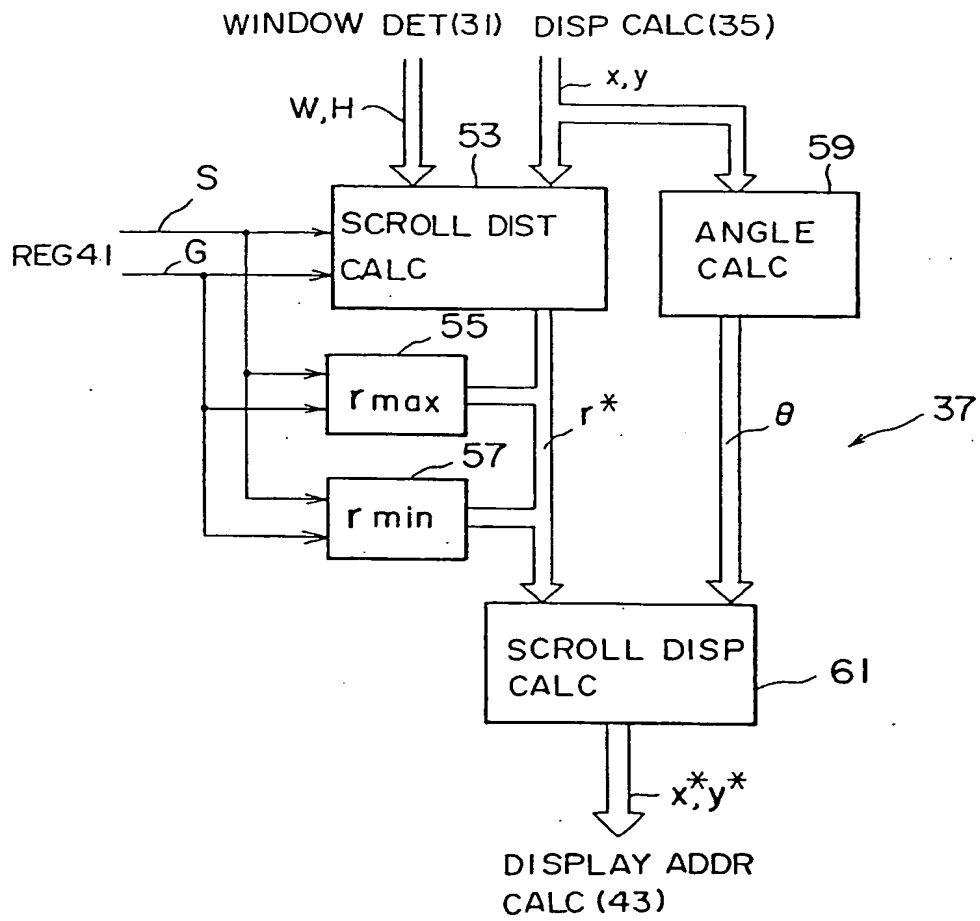 WINDOW DET(31) DISP CALC(35)
x,y
W,H
53
59
S
SCROLL DIST
CALC
ANGLE
CALC
REG41
G
55
r max
r*
θ
37
57
r min
SCROLL DISP
CALC
61
x*,y*
DISPLAY ADDR
CALC (43)